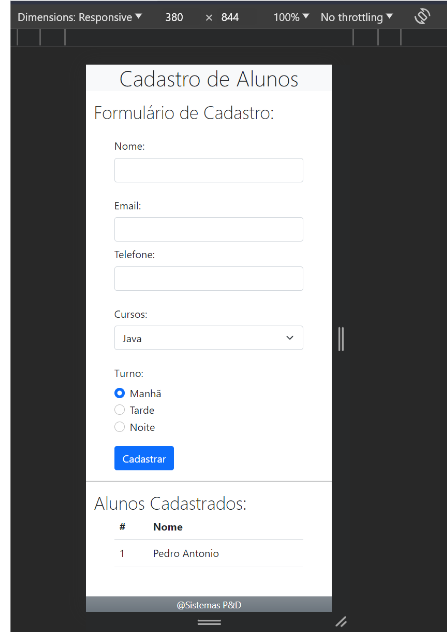 Dimensions: Responsive ▼ 380 × 844 100% ▼ No throttling ▼
Cadastro de Alunos
Formulário de Cadastro:
Nome:
Email:
Telefone:
Cursos:
Java
Turno:
Manhã
Tarde
Noite
Cadastrar
Alunos Cadastrados:
# Nome
1 Pedro Antonio
@Sistemas P&D